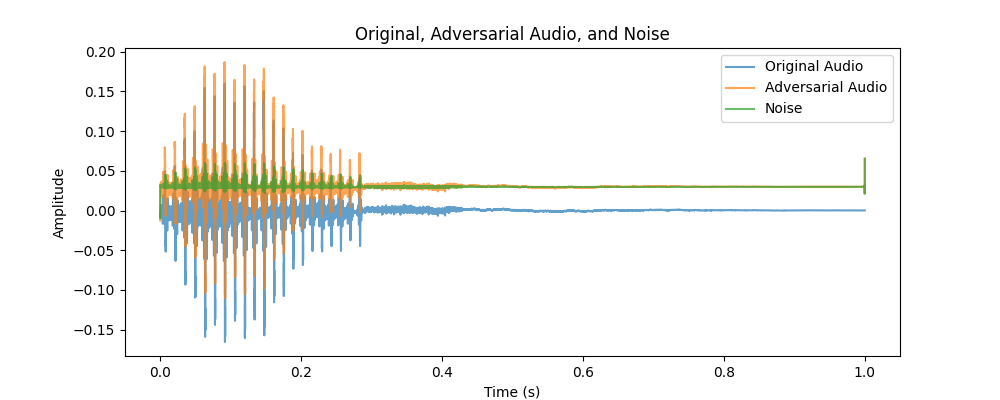 Original, Adversarial Audio, and Noise
Original Audio
Adversarial Audio
Noise
Amplitude
0.20
0.15
0.10
0.05
0.00
−0.05
−0.10
−0.15
0.0 0.2 0.4 0.6 0.8 1.0
Time (s)